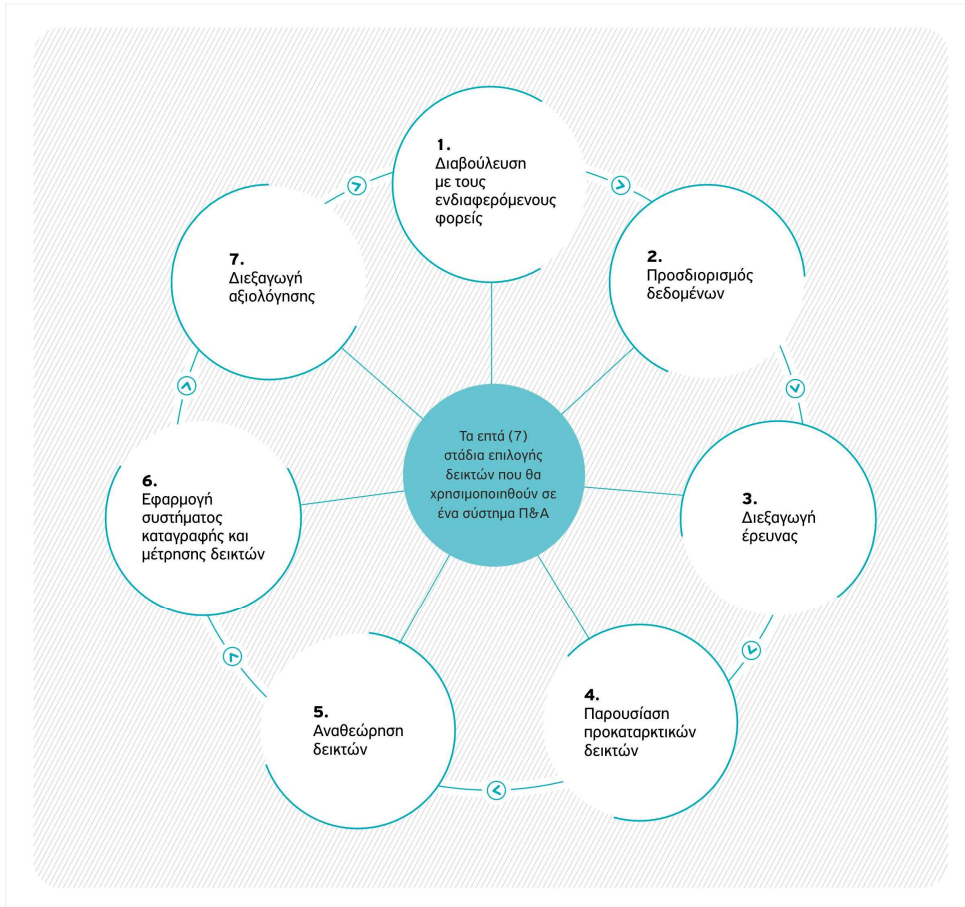 1.
Διαβούλευση
με τους
ενδιαφερόμενους
φορείς
2.
Προσδιορισμός
δεδομένων
3.
Διεξαγωγή
έρευνας
4.
Παρουσίαση
προκαταρκτικών
δεικτών
5.
Αναθεώρηση
δεικτών
6.
Εφαρμογή
συστήματος
καταγραφής και
μέτρησης δεικτών
7.
Διεξαγωγή
αξιολόγησης
Τα επτά (7)
στάδια επιλογής
δεικτών που θα
χρησιμοποιηθούν σε
ένα σύστημα Π&Α